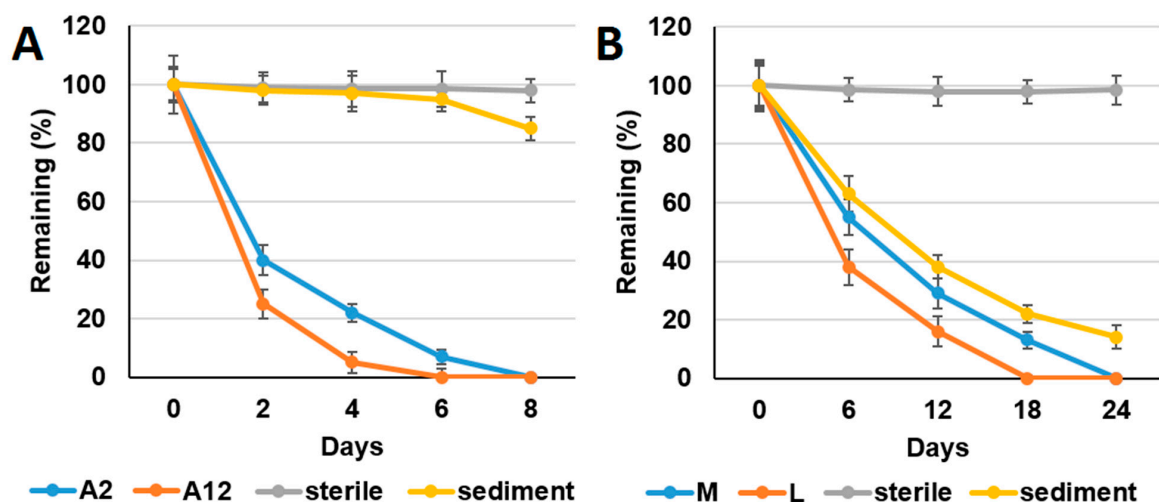 A
Remaining (%)
120
100
80
60
40
20
0
0 2 4 6 8
Days
A2 A12 sterile sediment
B
Remaining (%)
120
100
80
60
40
20
0
0 6 12 18 24
Days
M L sterile sediment